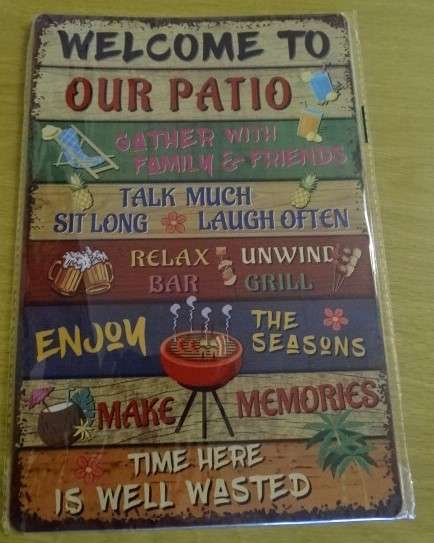 WELCOME TO
OUR PATIO
GATHER WITH
FAMILY & FRIENDS
TALK MUCH
SIT LONG LAUGH OFTEN
RELAX UNWIND
BAR GRILL
ENJOY THE
SEASONS
MAKE MEMORIES
TIME HERE
IS WELL WASTED